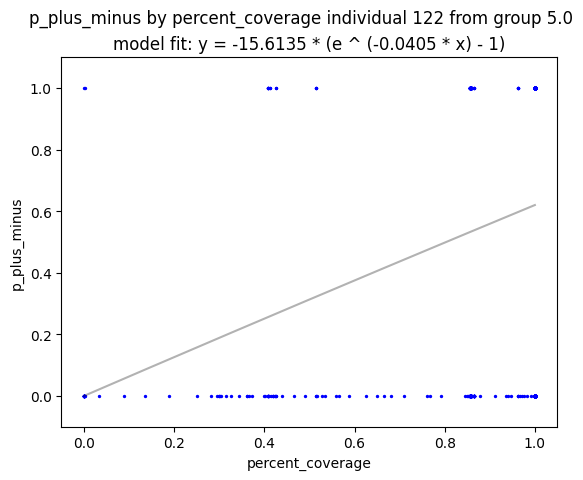 p_plus_minus by percent_coverage individual 122 from group 5.0
model fit: y = -15.6135 * (e ^ (-0.0405 * x) - 1)
1.0
0.8
0.6
0.4
0.2
0.0
p_plus_minus
0.0 0.2 0.4 0.6 0.8 1.0
percent_coverage